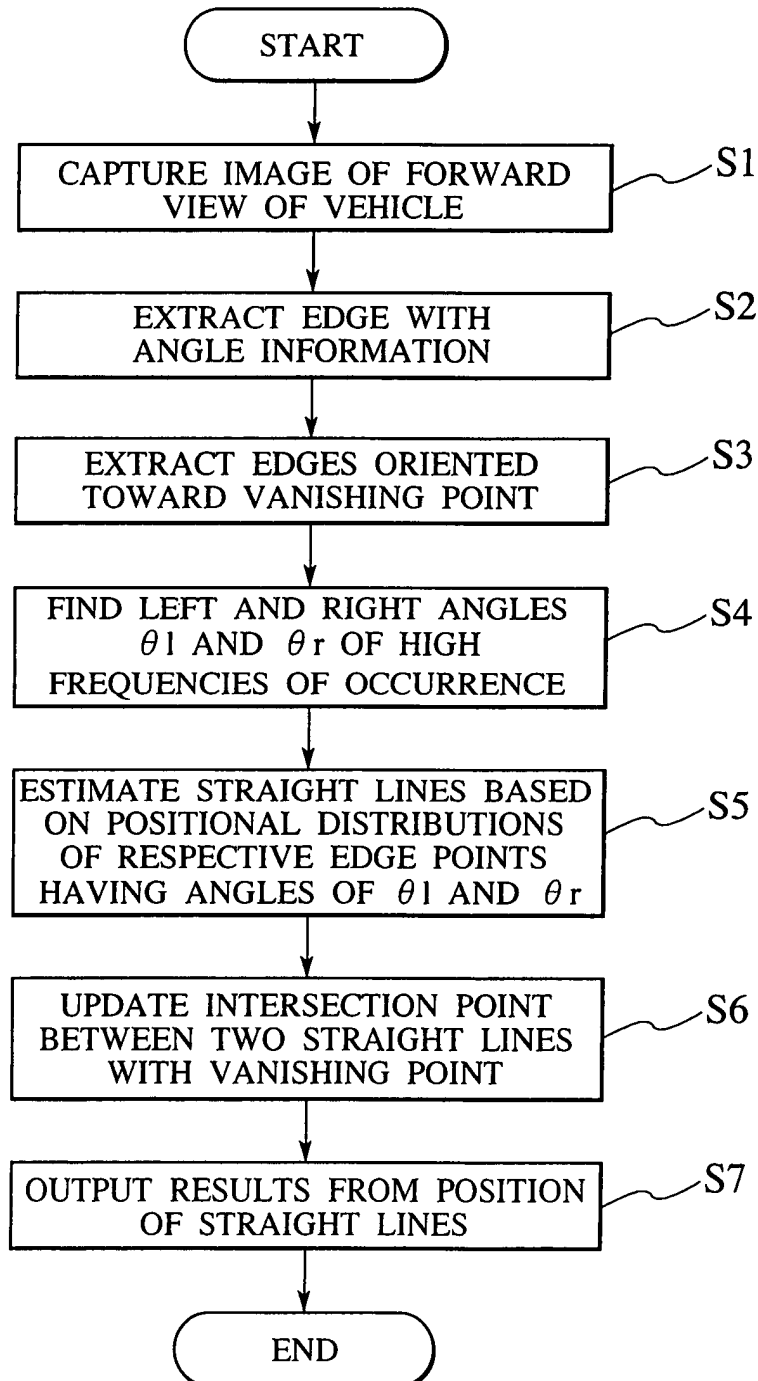 START
CAPTURE IMAGE OF FORWARD
VIEW OF VEHICLE
S1
EXTRACT EDGE WITH
ANGLE INFORMATION
S2
EXTRACT EDGES ORIENTED
TOWARD VANISHING POINT
S3
FIND LEFT AND RIGHT ANGLES
θl AND θr OF HIGH
FREQUENCIES OF OCCURRENCE
S4
ESTIMATE STRAIGHT LINES BASED
ON POSITIONAL DISTRIBUTIONS
OF RESPECTIVE EDGE POINTS
HAVING ANGLES OF θl AND θr
S5
UPDATE INTERSECTION POINT
BETWEEN TWO STRAIGHT LINES
WITH VANISHING POINT
S6
OUTPUT RESULTS FROM POSITION
OF STRAIGHT LINES
S7
END